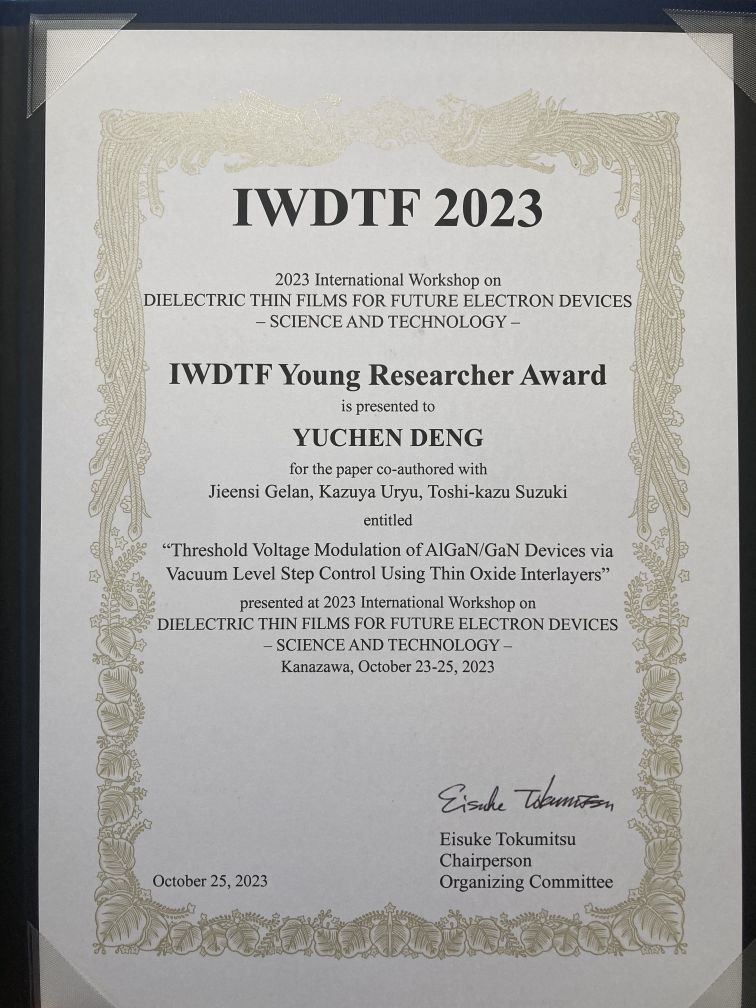 IWDTF 2023
2023 International Workshop on
DIELECTRIC THIN FILMS FOR FUTURE ELECTRON DEVICES
– SCIENCE AND TECHNOLOGY –
IWDTF Young Researcher Award
is presented to
YUCHEN DENG
for the paper co-authored with
Jieensi Gelan, Kazuya Uryu, Toshi-kazu Suzuki
entitled
“Threshold Voltage Modulation of AlGaN/GaN Devices via
Vacuum Level Step Control Using Thin Oxide Interlayers”
presented at 2023 International Workshop on
DIELECTRIC THIN FILMS FOR FUTURE ELECTRON DEVICES
– SCIENCE AND TECHNOLOGY –
Kanazawa, October 23-25, 2023
Eisuke Tokumitsu
Eisuke Tokumitsu
Chairperson
Organizing Committee
October 25, 2023